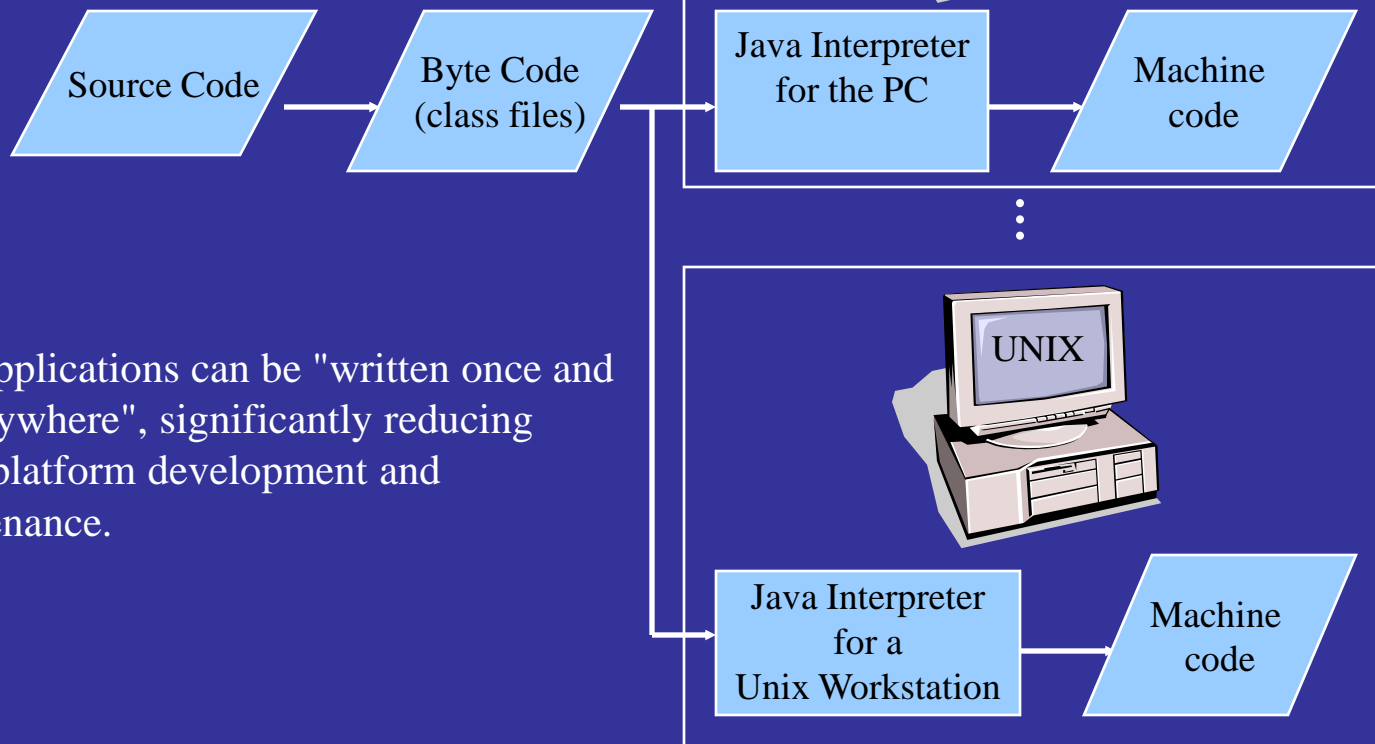 Source Code
Byte Code
(class files)
Java Interpreter
for the PC
Machine
code
UNIX
pplications can be "written once and
ywhere", significantly reducing
platform development and
enance.
Java Interpreter
for a
Unix Workstation
Machine
code